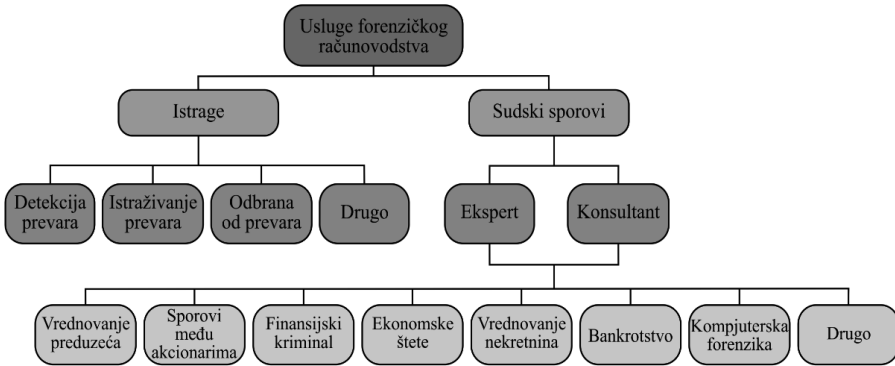 Usluge forenzičkog
računovodstva
Istrage
Sudski sporovi
Detekcija
prevara
Istraživanje
prevara
Odbrana
od prevara
Drugo
Ekspert
Konsultant
Vrednovanje
preduzeća
Sporovi
među
akcionarima
Finansijski
kriminal
Ekonomske
štete
Vrednovanje
nekretnina
Bankrotstvo
Kompjuterska
forenzika
Drugo